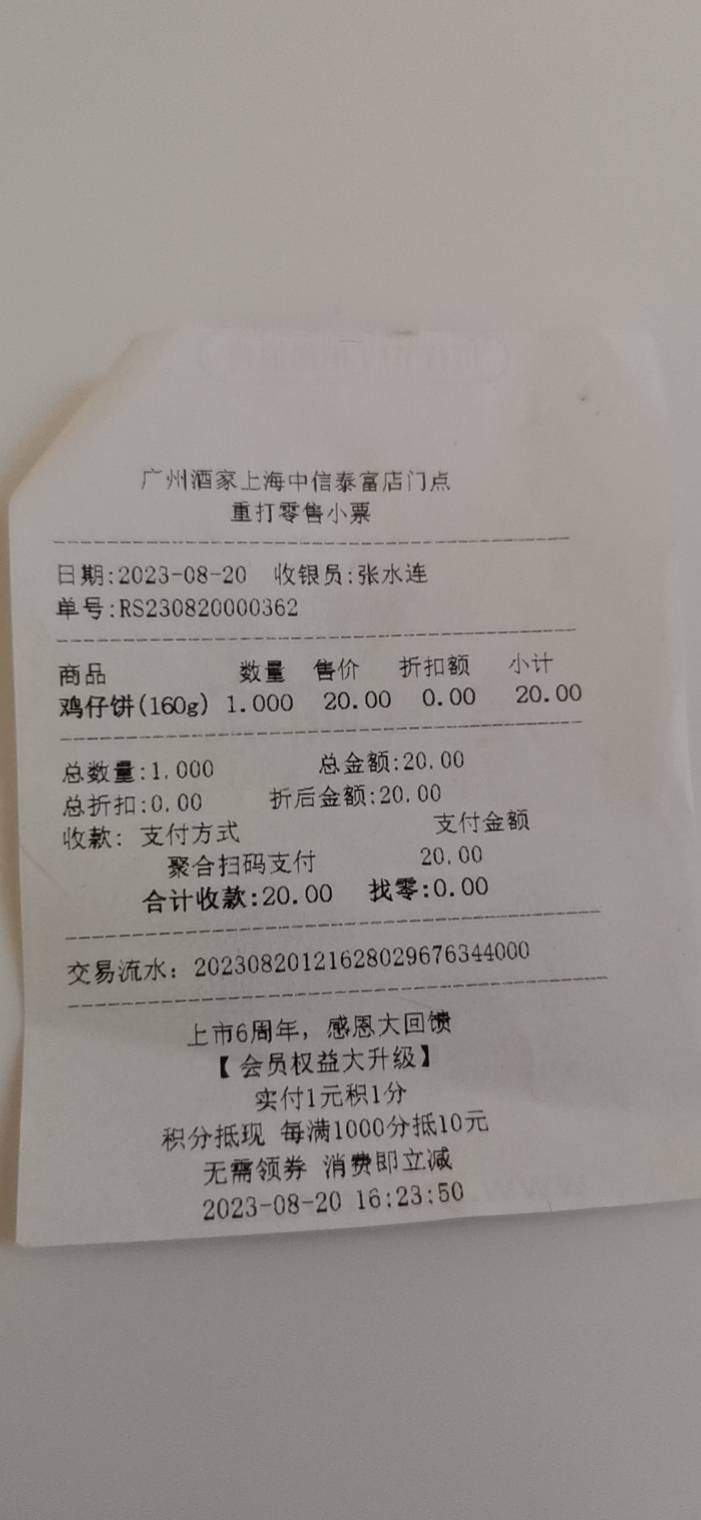 广州酒家上海中信泰富店门点
重打零售小票
日期:2023-08-20 收银员:张水连
单号:RS230820000362
商品 数量 售价 折扣额 小计
鸡仔饼(160g) 1.000 20.00 0.00 20.00
总数量:1.000 总金额:20.00
总折扣:0.00 折后金额:20.00
收款: 支付方式 支付金额
聚合扫码支付 20.00
合计收款:20.00 找零:0.00
交易流水: 20230820121628029676344000
上市6周年, 感恩大回馈
【会员权益大升级】
实付1元积1分
积分抵现 每满1000分抵10元
无需领券 消费即立减
2023-08-20 16:23:50